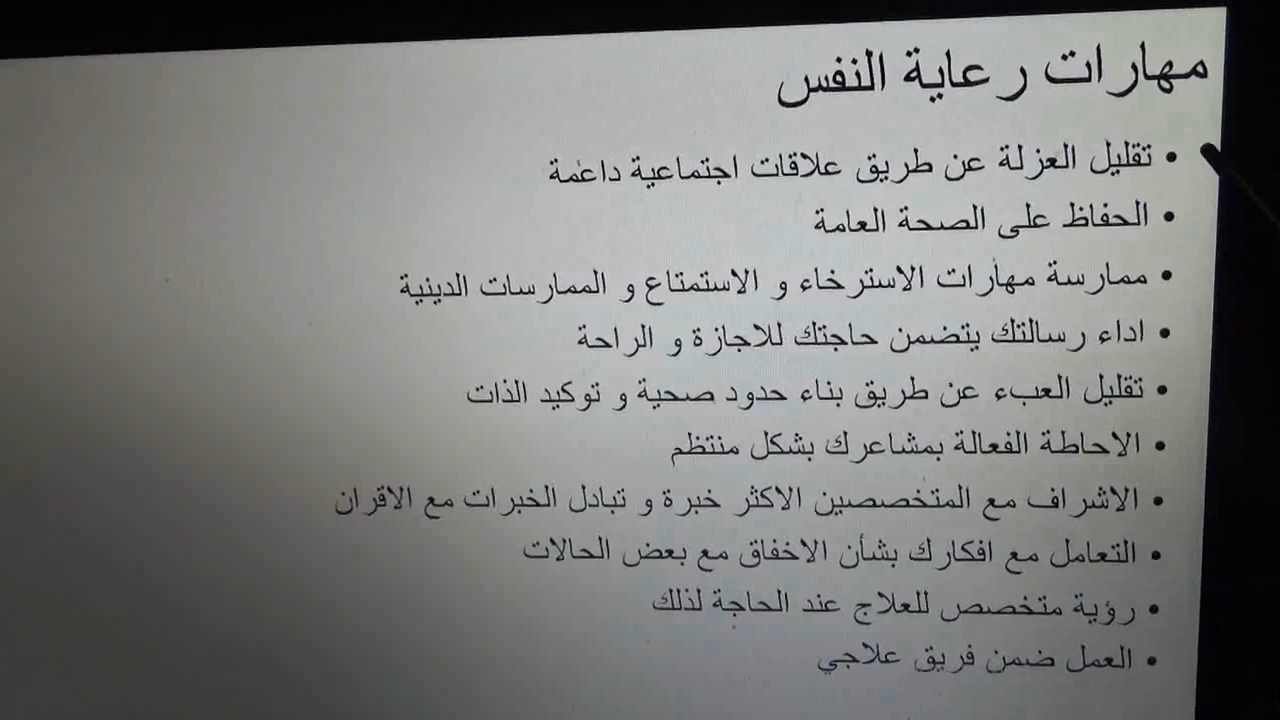 مهارات رعاية النفس
• تقليل العزلة عن طريق علاقات اجتماعية داعمة
• الحفاظ على الصحة العامة
• ممارسة مهارات الاسترخاء و الاستمتاع و الممارسات الدينية
• اداء رسالتك يتضمن حاجتك للاجازة و الراحة
• تقليل العبء عن طريق بناء حدود صحية و توكيد الذات
• الاحاطة الفعالة بمشاعرك بشكل منتظم
• الاشراف مع المتخصصين الاكثر خبرة و تبادل الخبرات مع الاقران
• التعامل مع افكارك بشأن الاخفاق مع بعض الحالات
• رؤية متخصص للعلاج عند الحاجة لذلك
• العمل ضمن فريق علاجي